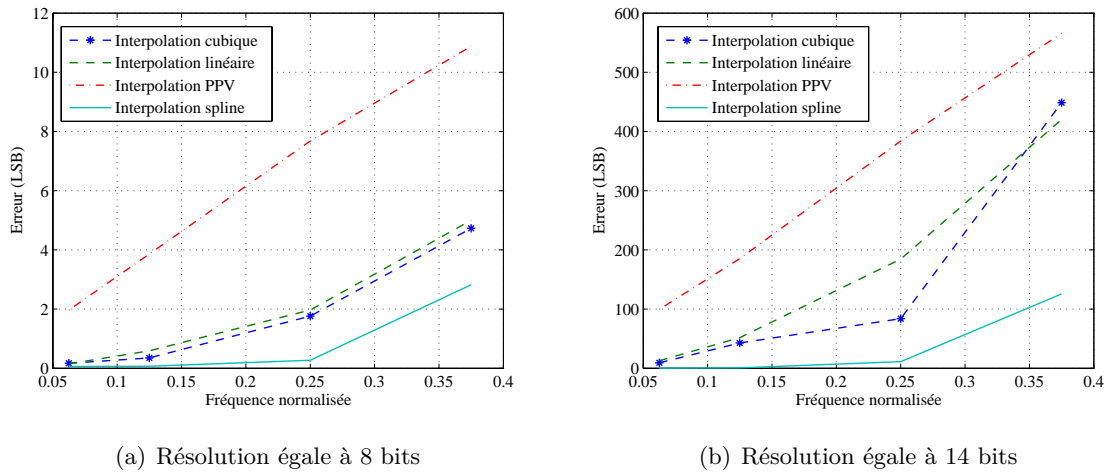 12
10
8
6
4
2
0
0.05
0.1
0.15
0.2
0.25
0.3
0.35
0.4
Erreur (LSB)
Fréquence normalisée
Interpolation cubique
Interpolation linéaire
Interpolation PPV
Interpolation spline
(a) Résolution égale à 8 bits
600
500
400
300
200
100
0
0.05
0.1
0.15
0.2
0.25
0.3
0.35
0.4
Erreur (LSB)
Fréquence normalisée
Interpolation cubique
Interpolation linéaire
Interpolation PPV
Interpolation spline
(b) Résolution égale à 14 bits